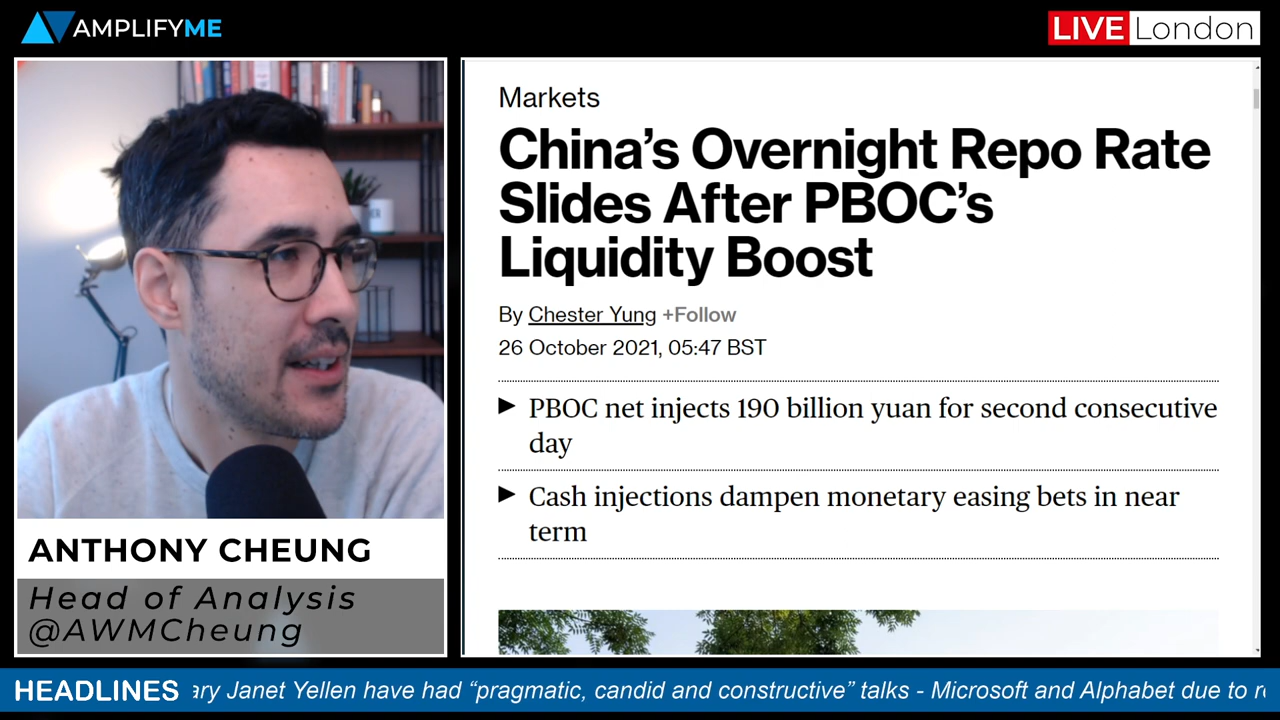 AMPLIFYME
LIVE London
Markets
China's Overnight Repo Rate
Slides After PBOC's
Liquidity Boost
By Chester Yung +Follow
26 October 2021, 05:47 BST
PBOC net injects 190 billion yuan for second consecutive
day
Cash injections dampen monetary easing bets in near
term
ANTHONY CHEUNG
Head of Analysis
@AWMCheung
HEADLINES Janet Yellen have had “pragmatic, candid and constructive” talks - Microsoft and Alphabet due to